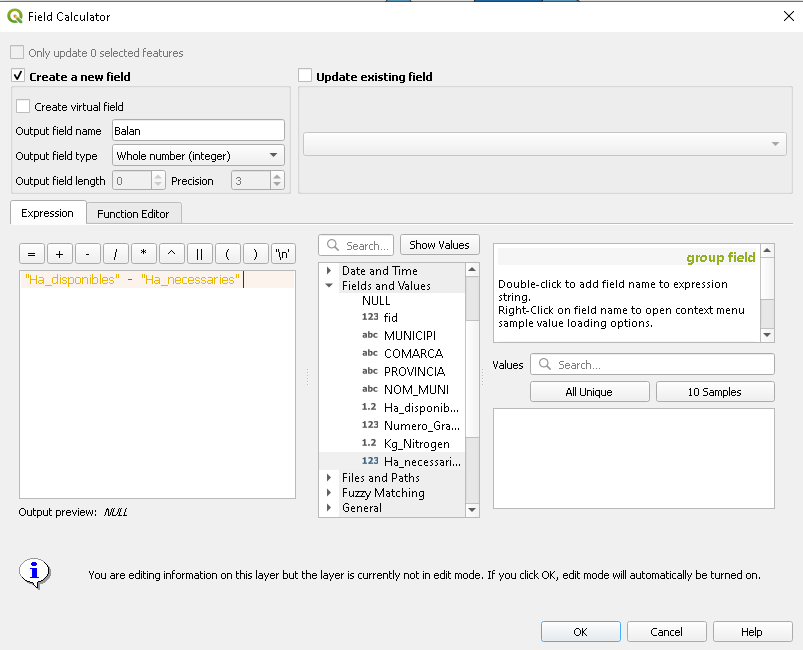 Field Calculator
Only update 0 selected features
Create a new field
Update existing field
Create virtual field
Output field name Balan
Output field type Whole number (integer)
Output field length 0 Precision 3
Expression Function Editor
= + - / * ^ || ( ) '\n'
Search... Show Values
"Ha_disponibles" - "Ha_necessaries"
Date and Time
Fields and Values
NULL
123 fid
abc MUNICIPI
abc COMARCA
abc PROVINCIA
abc NOM_MUNI
1.2 Ha_disponib...
123 Numero_Gra...
1.2 Kg_Nitrogen
123 Ha_necessari...
Files and Paths
Fuzzy Matching
General
group field
Double-click to add field name to expression
string.
Right-Click on field name to open context menu
sample value loading options.
Values Search...
All Unique 10 Samples
Output preview: NULL
You are editing information on this layer but the layer is currently not in edit mode. If you click OK, edit mode will automatically be turned on.
OK Cancel Help